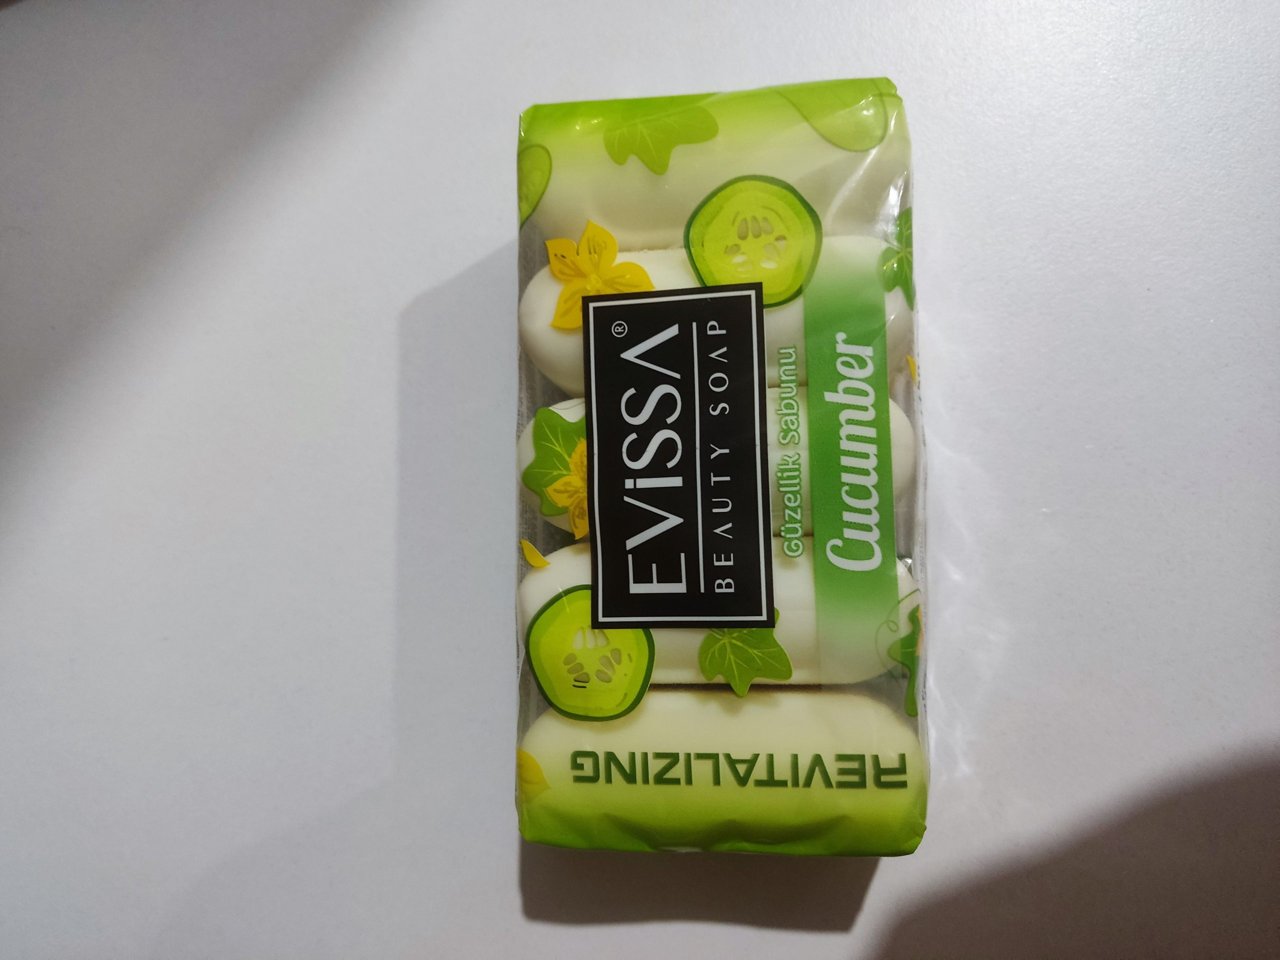 EViSSA®
BEAUTY SOAP
Güzellik Sabunu
Cucumber
REVITALIZING